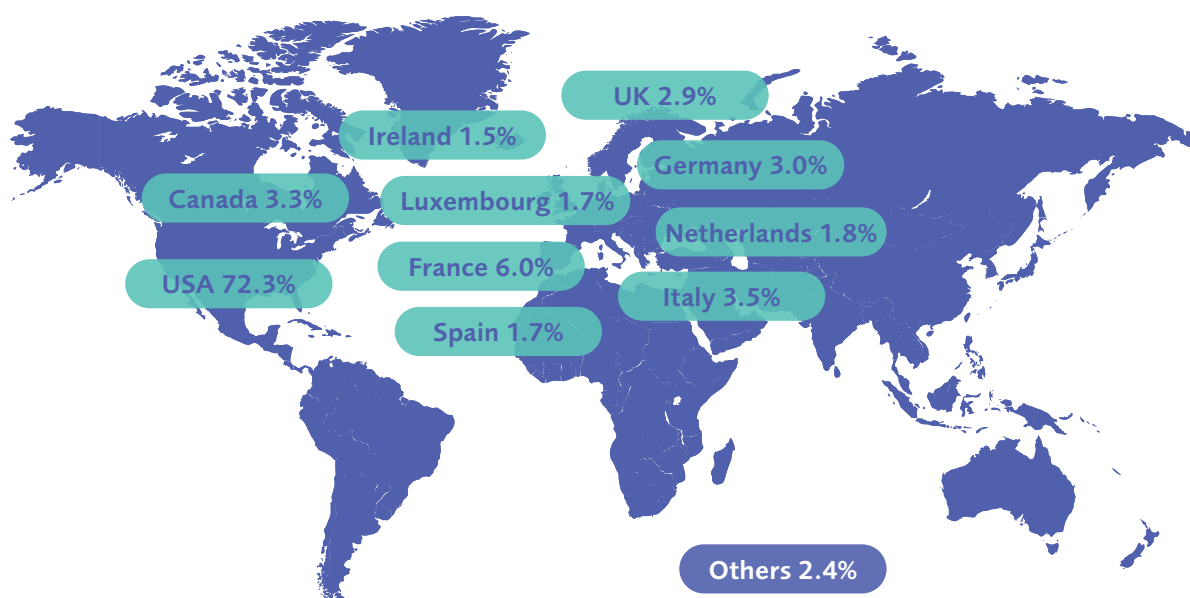 UK 2.9%
Ireland 1.5%
Germany 3.0%
Canada 3.3%
Luxembourg 1.7%
Netherlands 1.8%
France 6.0%
USA 72.3%
Italy 3.5%
Spain 1.7%
Others 2.4%